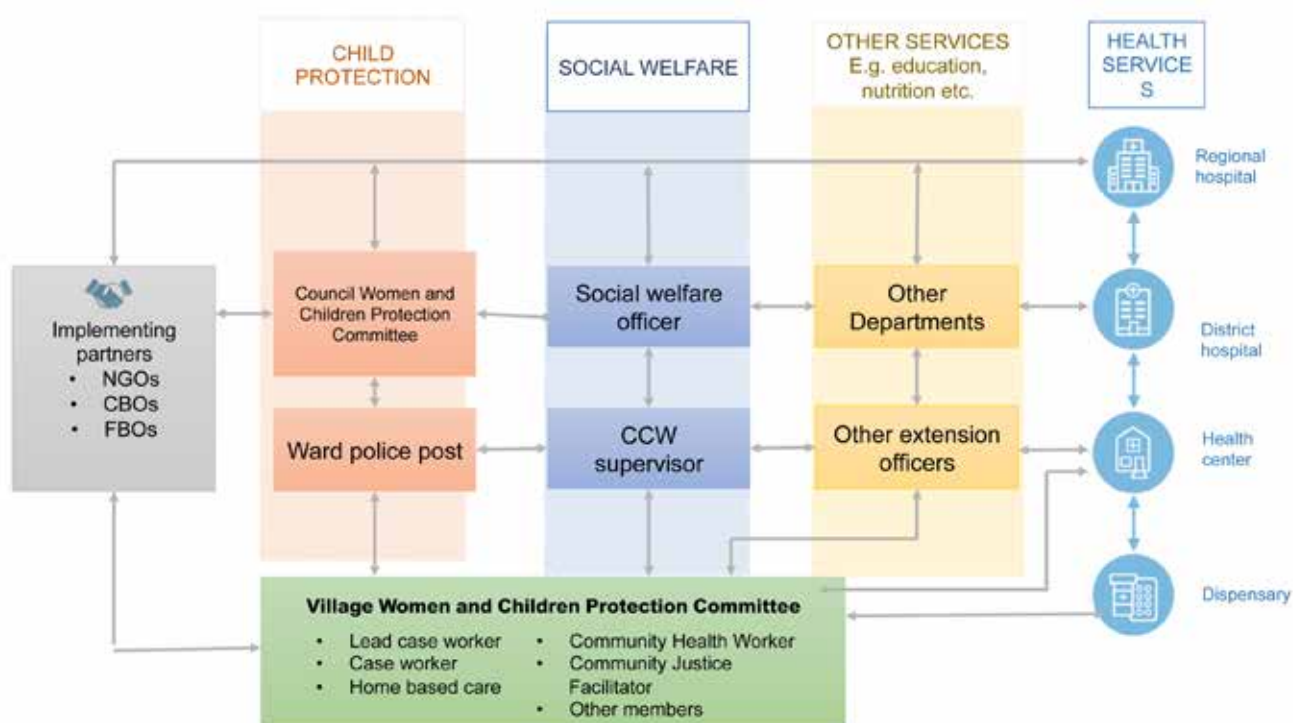 CHILD
PROTECTION
SOCIAL WELFARE
OTHER SERVICES
E.g. education,
nutrition etc.
HEALTH
SERVICE
S
Regional
hospital
Implementing
partners
• NGOs
• CBOs
• FBOs
Council Women and
Children Protection
Committee
Social welfare
officer
Other
Departments
District
hospital
Ward police post
CCW
supervisor
Other extension
officers
Health
center
Dispensary
Village Women and Children Protection Committee
• Lead case worker
• Case worker
• Home based care
• Community Health Worker
• Community Justice
Facilitator
• Other members